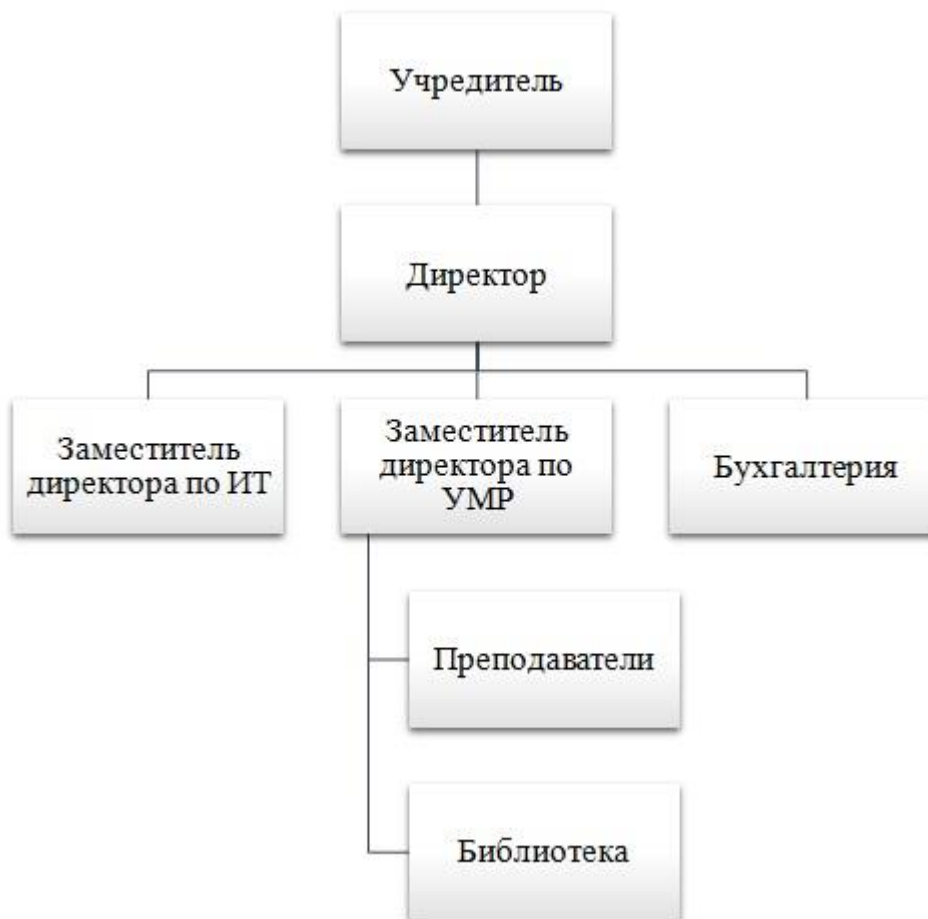 Учредитель
Директор
Заместитель
директора по ИТ
Заместитель
директора по
УМР
Бухгалтерия
Преподаватели
Библиотека